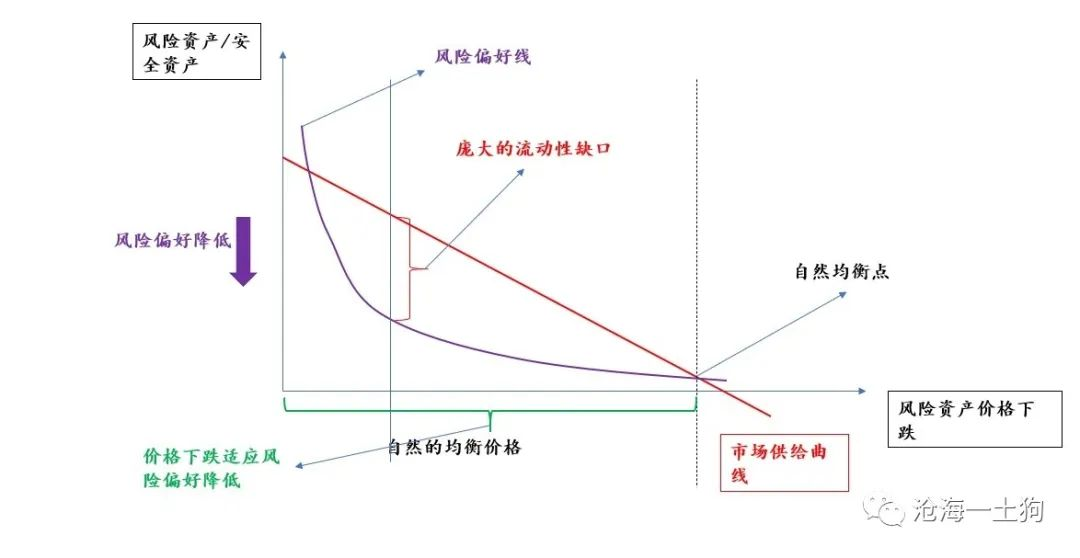 风险资产/安
全资产
风险偏好线
庞大的流动性缺口
风险偏好降低
自然均衡点
风险资产价格下
跌
价格下跌适应风
险偏好降低
自然的均衡价格
市场供给曲
线
沧海一土狗